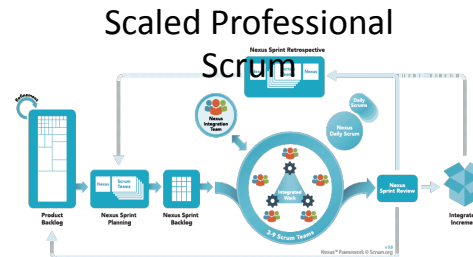 Scaled Professional
Scrum
Nexus Sprint Retrospective
Nexus
Refinement
Nexus
Integration
Team
Daily
Scrums
Nexus
Daily Scrum
Nexus
Scrum
Teams
Integrated
Work
Nexus
Sprint Review
3-9 Scrum Teams
Product
Backlog
Nexus Sprint
Planning
Nexus Sprint
Backlog
Integrate
Increme
Nexus™ Framework © Scrum.org